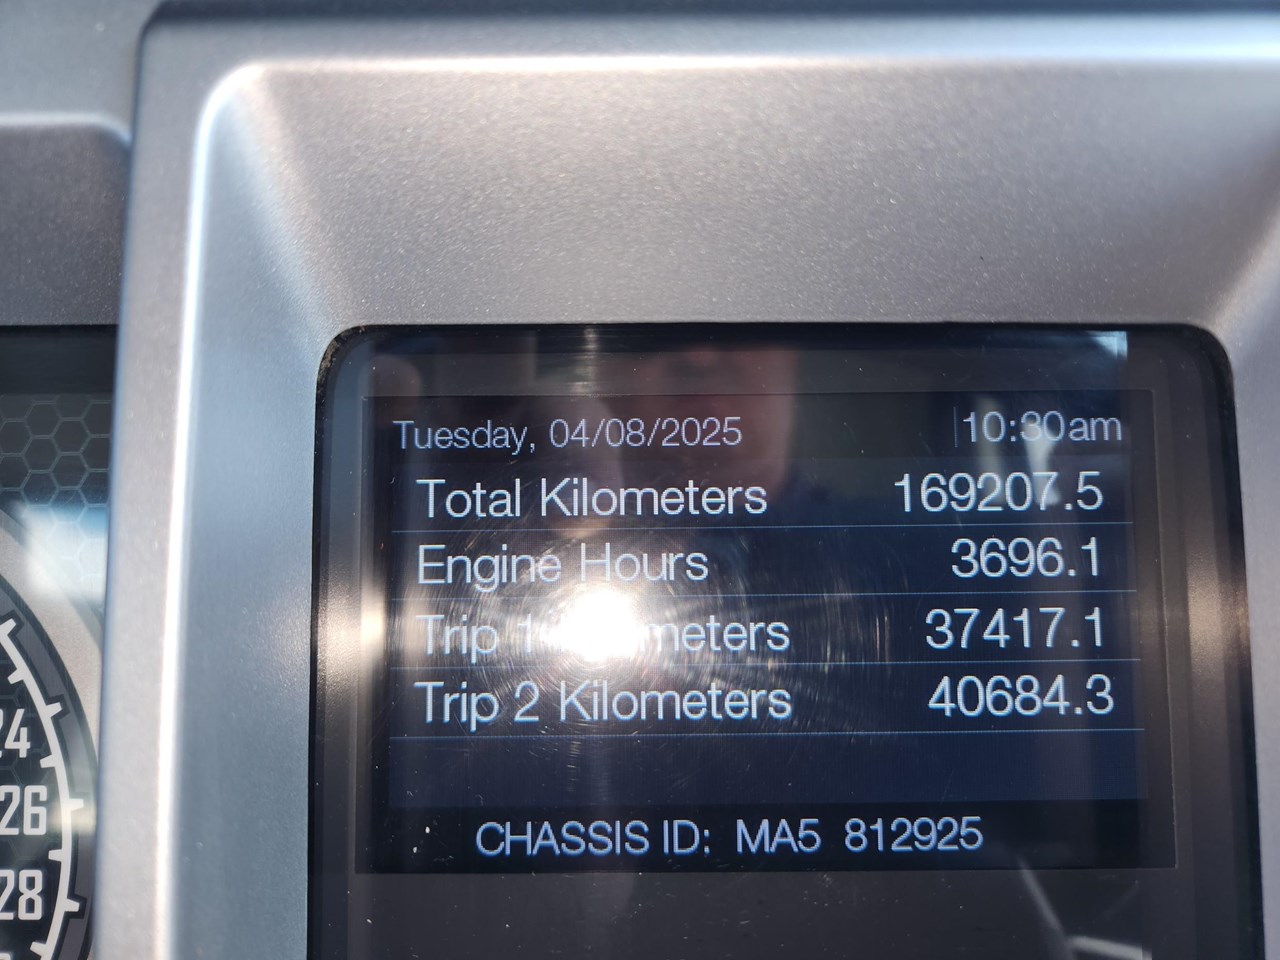 Tuesday, 04/08/2025 10:30am
Total Kilometers 169207.5
Engine Hours 3696.1
Trip 1 meters 37417.1
Trip 2 Kilometers 40684.3
CHASSIS ID: MA5 812925
24
26
28